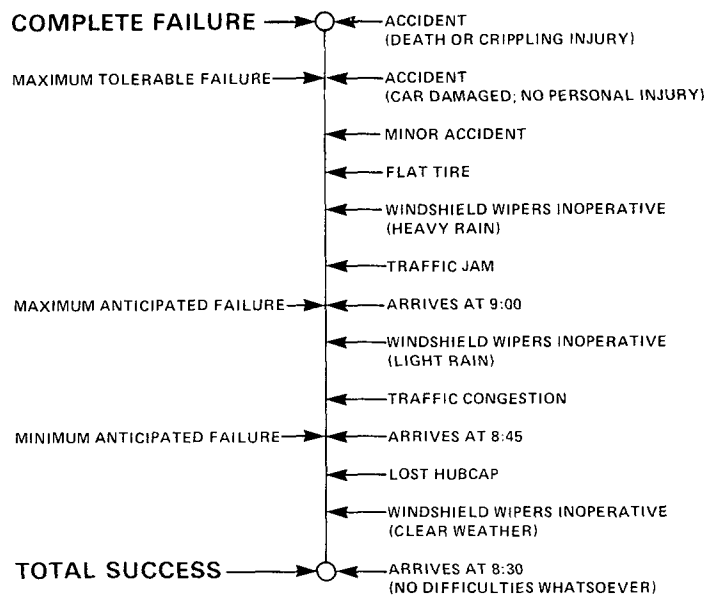 COMPLETE FAILURE
ACCIDENT
(DEATH OR CRIPPLING INJURY)
MAXIMUM TOLERABLE FAILURE
ACCIDENT
(CAR DAMAGED; NO PERSONAL INJURY)
MINOR ACCIDENT
FLAT TIRE
WINDSHIELD WIPERS INOPERATIVE
(HEAVY RAIN)
TRAFFIC JAM
MAXIMUM ANTICIPATED FAILURE
ARRIVES AT 9:00
WINDSHIELD WIPERS INOPERATIVE
(LIGHT RAIN)
TRAFFIC CONGESTION
MINIMUM ANTICIPATED FAILURE
ARRIVES AT 8:45
LOST HUBCAP
WINDSHIELD WIPERS INOPERATIVE
(CLEAR WEATHER)
TOTAL SUCCESS
ARRIVES AT 8:30
(NO DIFFICULTIES WHATSOEVER)